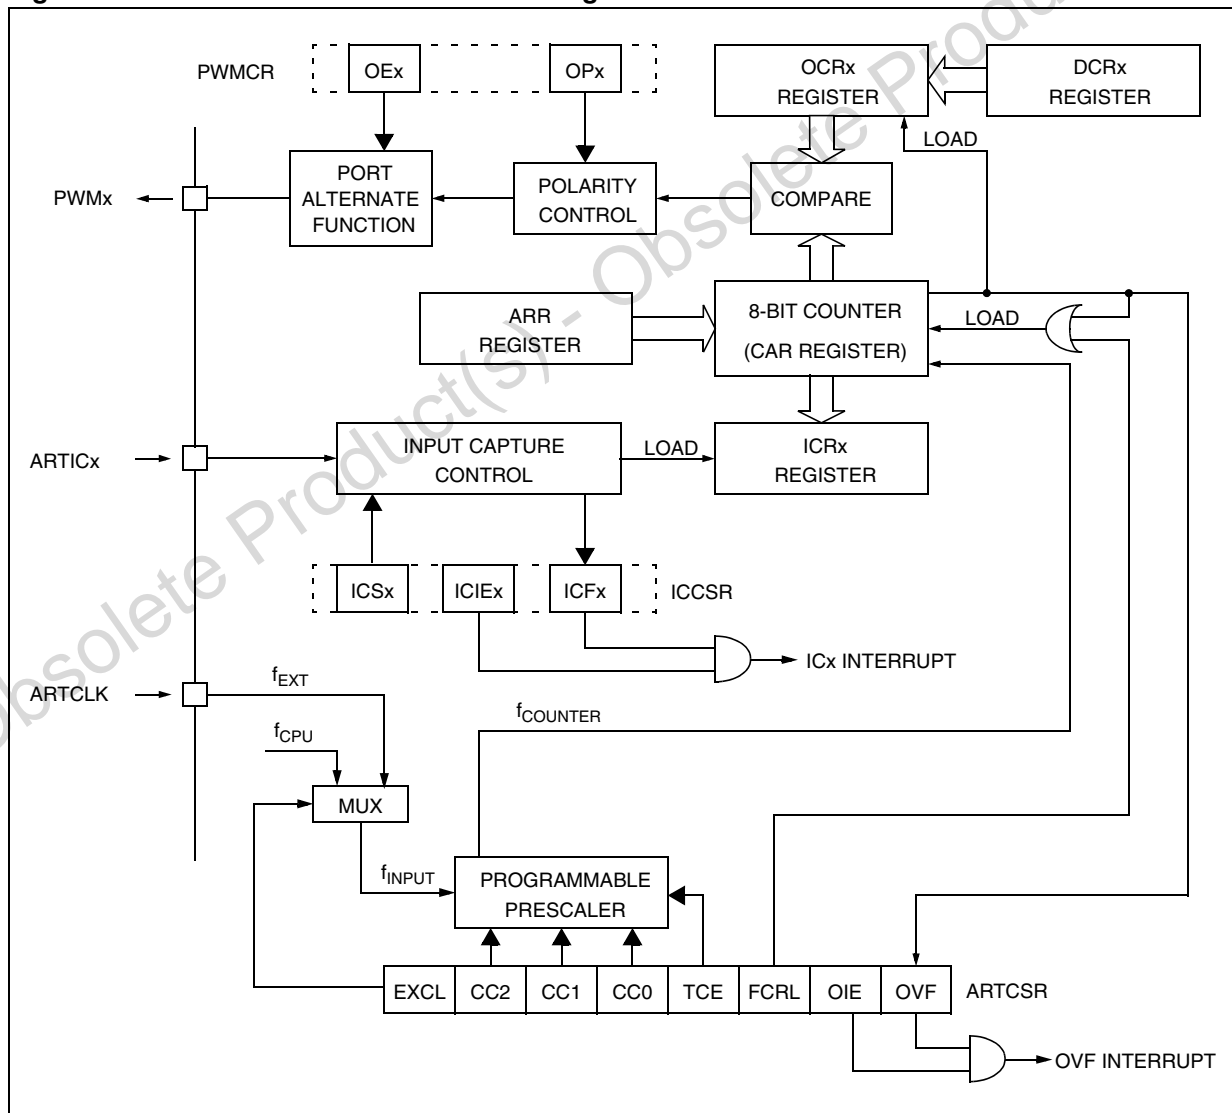 PWMCR
OEx
OPx
OCRx
REGISTER
DCRx
REGISTER
LOAD
PWMx
PORT
ALTERNATE
FUNCTION
POLARITY
CONTROL
COMPARE
ARR
REGISTER
8-BIT COUNTER
(CAR REGISTER)
LOAD
ARTICx
INPUT CAPTURE
CONTROL
LOAD
ICRx
REGISTER
ICSx
ICIEx
ICFx
ICCSR
ICx INTERRUPT
ARTCLK
fEXT
fCPU
fCOUNTER
MUX
fINPUT
PROGRAMMABLE
PRESCALER
EXCL
CC2
CC1
CC0
TCE
FCRL
OIE
OVF
ARTCSR
OVF INTERRUPT
Obsolete Product(s) - Obsolete Produ